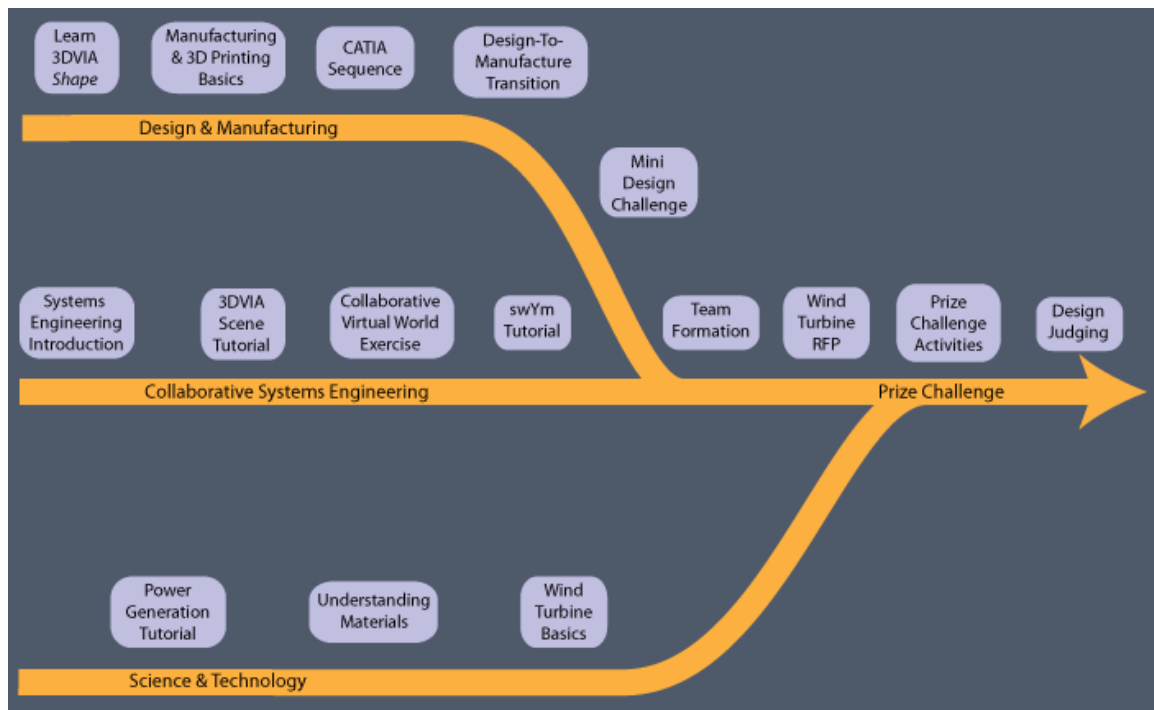 Learn
3DVIA
Shape
Manufacturing
& 3D Printing
Basics
CATIA
Sequence
Design-To-
Manufacture
Transition
Design & Manufacturing
Mini
Design
Challenge
Systems
Engineering
Introduction
3DVIA
Scene
Tutorial
Collaborative
Virtual World
Exercise
swYm
Tutorial
Team
Formation
Wind
Turbine
RFP
Prize
Challenge
Activities
Design
Judging
Collaborative Systems Engineering
Prize Challenge
Power
Generation
Tutorial
Understanding
Materials
Wind
Turbine
Basics
Science & Technology